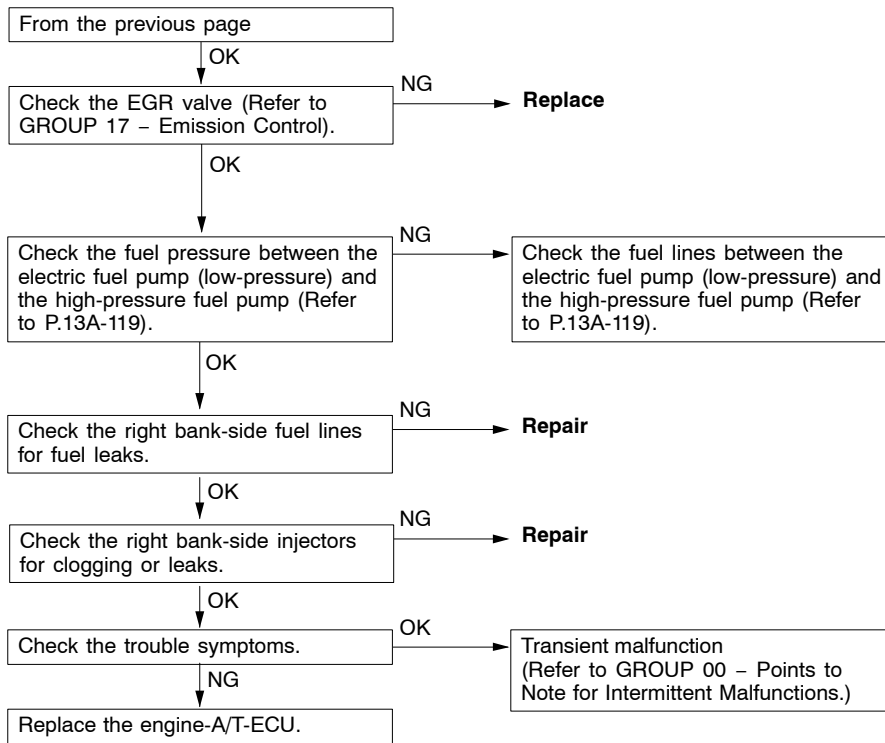 From the previous page
OK
Check the EGR valve (Refer to
GROUP 17 – Emission Control).
NG
Replace
OK
Check the fuel pressure between the
electric fuel pump (low-pressure) and
the high-pressure fuel pump (Refer
to P.13A-119).
NG
Check the fuel lines between the
electric fuel pump (low-pressure) and
the high-pressure fuel pump (Refer
to P.13A-119).
OK
Check the right bank-side fuel lines
for fuel leaks.
NG
Repair
OK
Check the right bank-side injectors
for clogging or leaks.
NG
Repair
OK
Check the trouble symptoms.
OK
Transient malfunction
(Refer to GROUP 00 – Points to
Note for Intermittent Malfunctions.)
NG
Replace the engine-A/T-ECU.